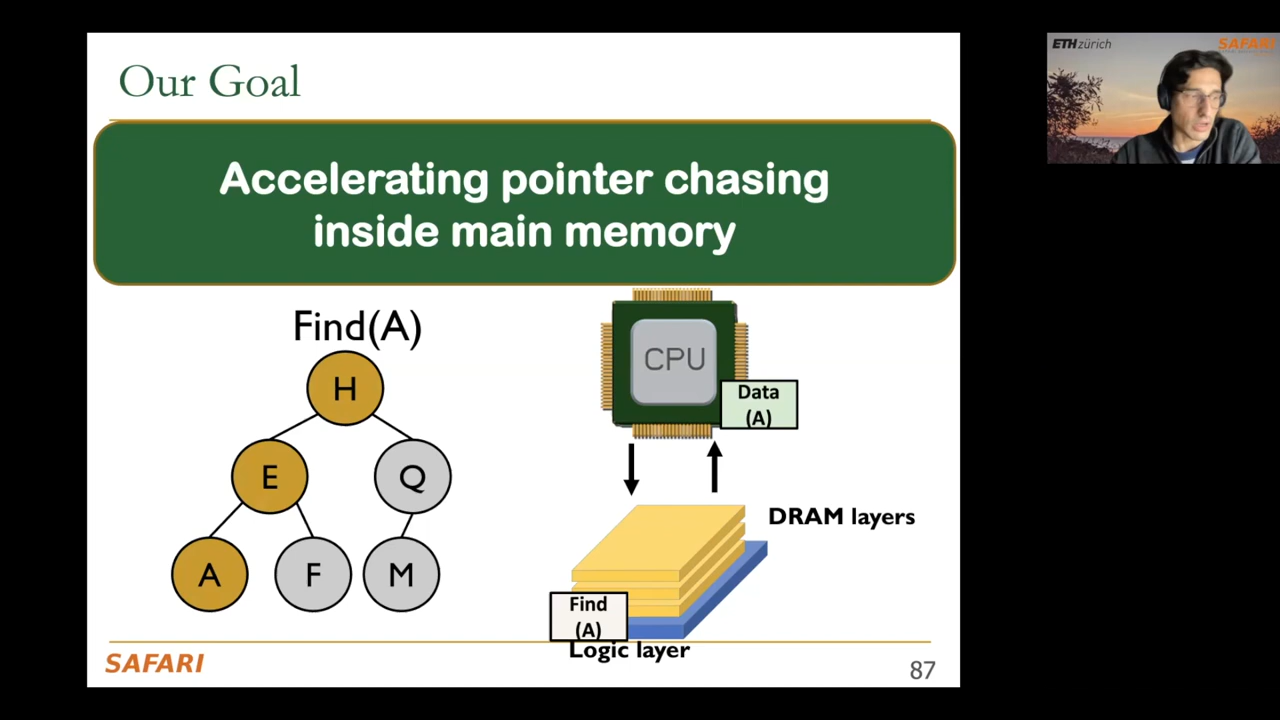 Our Goal
Accelerating pointer chasing
inside main memory
Find(A)
H
E
Q
A
F
M
CPU
Data
(A)
DRAM layers
Find
(A)
Logic layer
SAFARI
87
ETH zürich
SAFARI